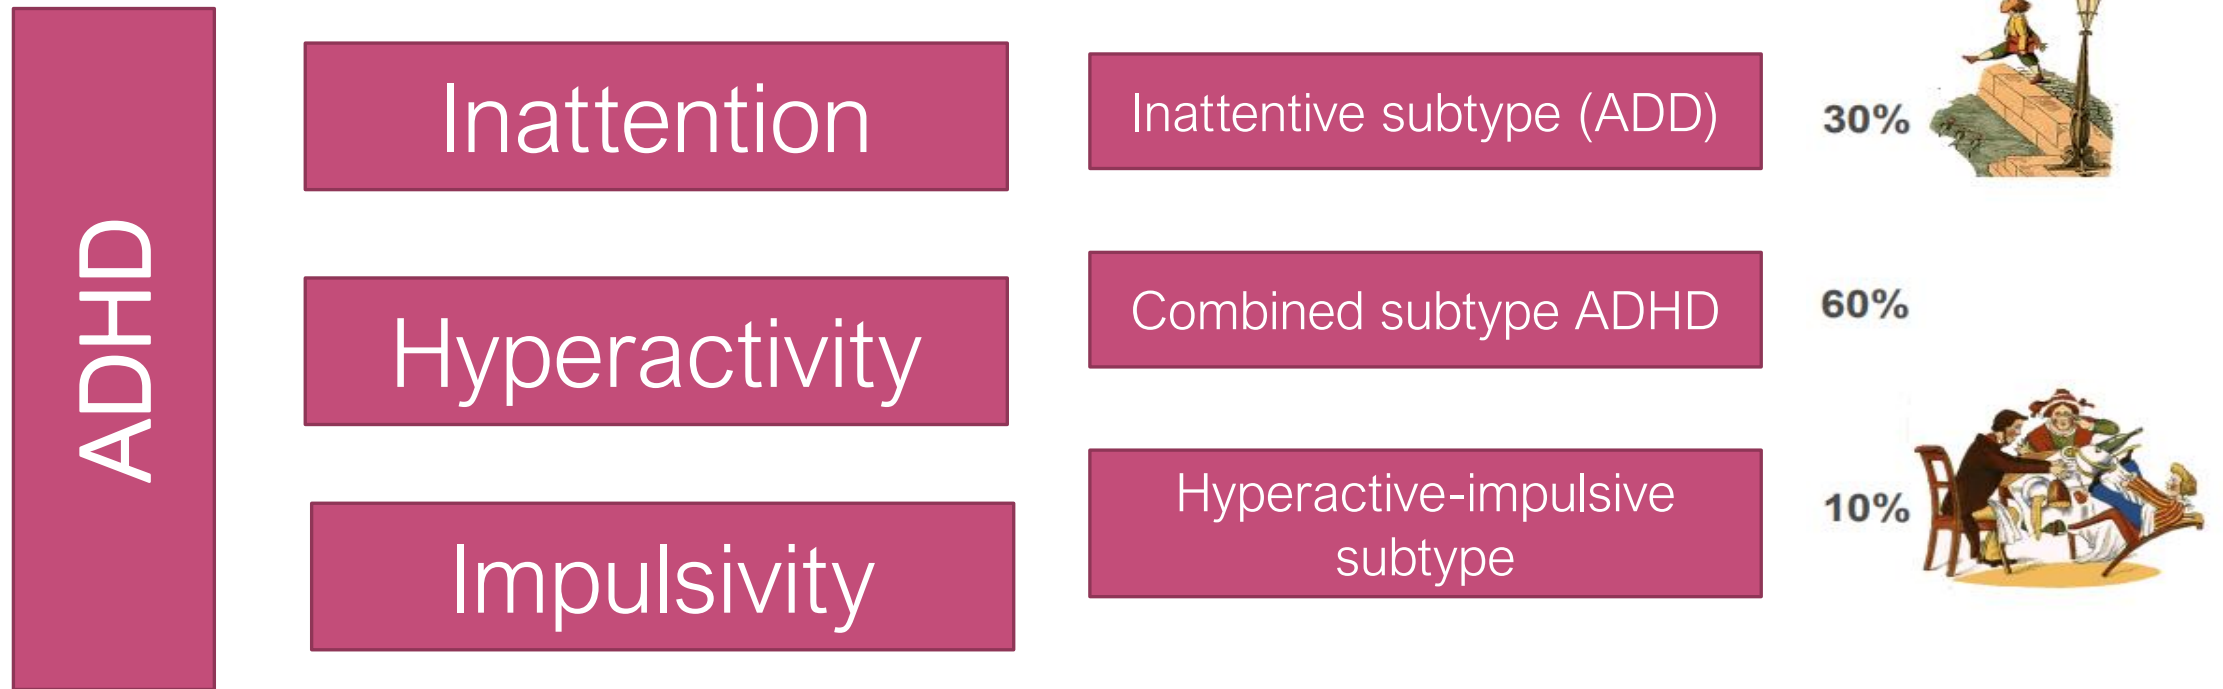 ADHD
Inattention
Hyperactivity
Impulsivity
Inattentive subtype (ADD)
30%
Combined subtype ADHD
60%
Hyperactive-impulsive
subtype
10%